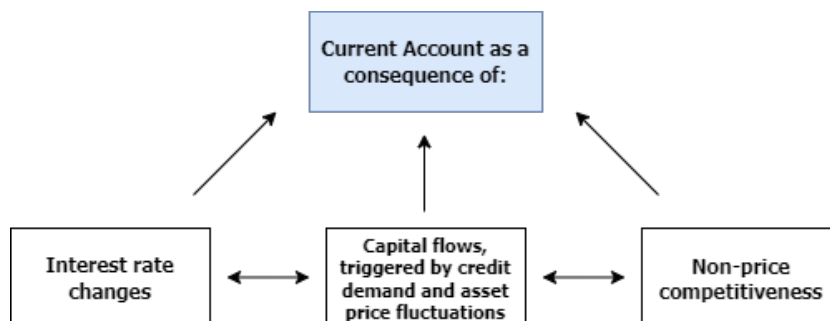 Current Account as a
consequence of:
Interest rate
changes
Capital flows,
triggered by credit
demand and asset
price fluctuations
Non-price
competitiveness